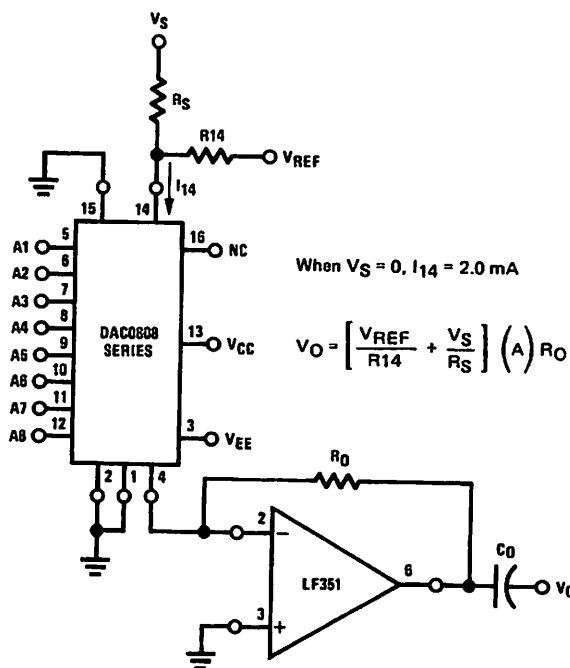 VS
RS
R14
VREF
I14
15
14
5
A1
16
NC
6
A2
When VS = 0, I14 = 2.0 mA
7
A3
8
A4
DAC0808
SERIES
13
VCC
VO = [VREF/R14 + VS/RS] (A) RO
9
A5
10
A6
11
A7
12
A8
3
VEE
2
1
4
RO
2
−
LF351
6
CO
VO
3
+